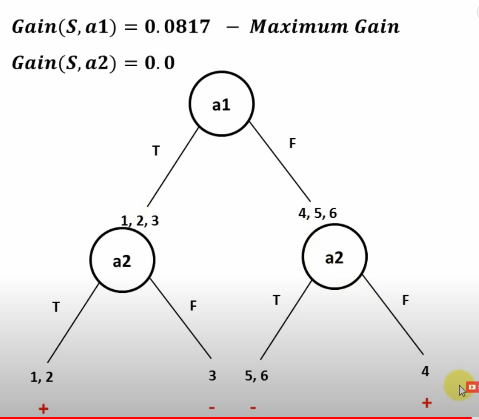 Gain(S, a1) = 0.0817 – Maximum Gain
Gain(S, a2) = 0.0
a1
T
F
1, 2, 3
4, 5, 6
a2
a2
T
F
T
F
1, 2
3
5, 6
4
+
-
-
+